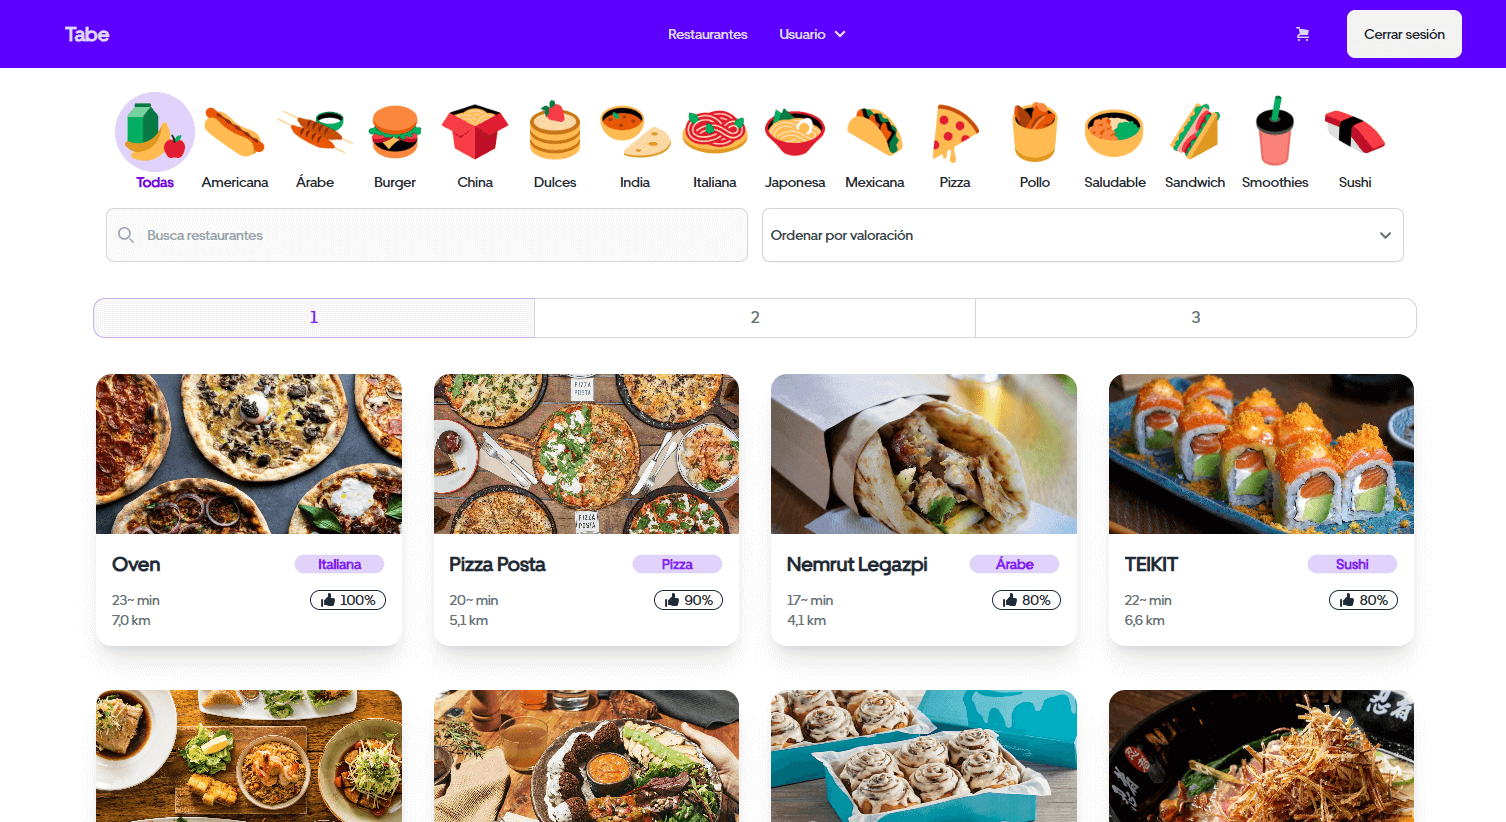 Tabe
Restaurantes
Usuario
Cerrar sesión
Todas
Americana
Árabe
Burger
China
Dulces
India
Italiana
Japonesa
Mexicana
Pizza
Pollo
Saludable
Sandwich
Smoothies
Sushi
Busca restaurantes
Ordenar por valoración
1
2
3
PIZZA
POSTA
PIZZA
POSTA
Oven
Italiana
23~ min
100%
7,0 km
Pizza Posta
Pizza
20~ min
90%
5,1 km
Nemrut Legazpi
Árabe
17~ min
80%
4,1 km
TEIKIT
Sushi
22~ min
80%
6,6 km